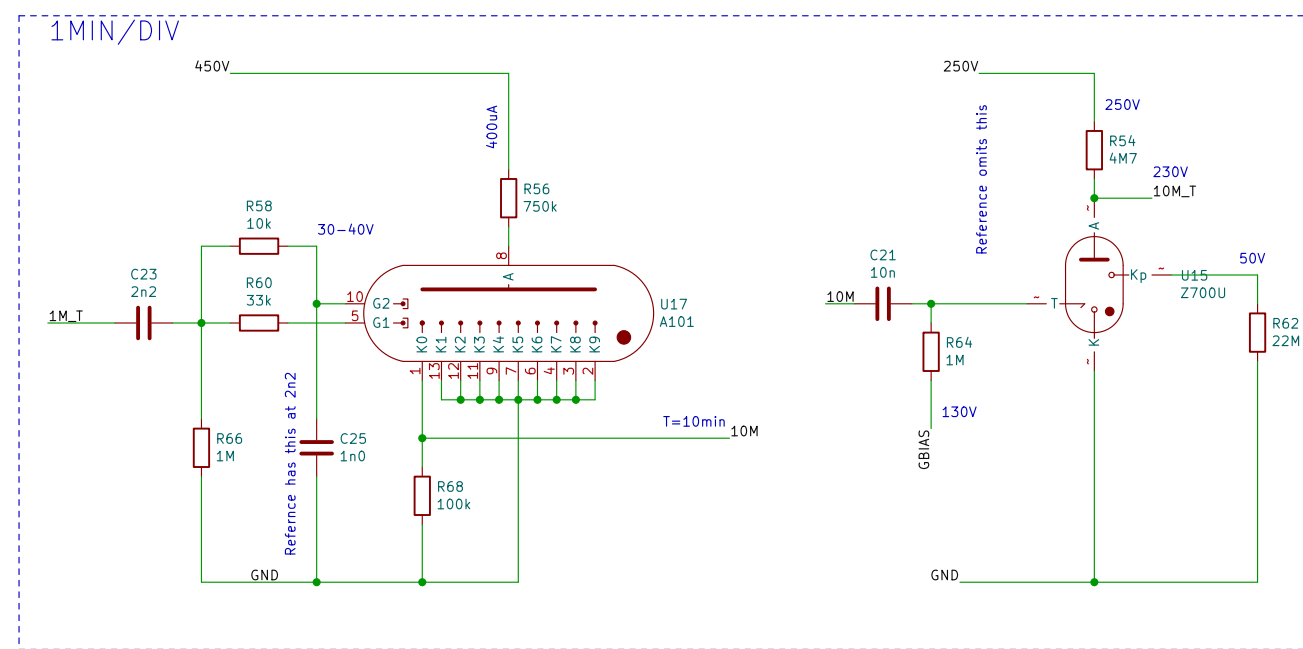 1MIN/DIV
450V
400uA
R56
750k
R58
10k
30-40V
C23
2n2
R60
33k
1M_T
10
5
G2
G1
8
A
U17
A101
K0
K1
K2
K3
K4
K5
K6
K7
K8
K9
1
13
12
11
9
7
6
4
3
2
T=10min
10M
R66
1M
Refernce has this at 2n2
C25
1n0
R68
100k
GND
250V
250V
Reference omits this
R54
4M7
230V
10M_T
~
A
C21
10n
10M
~
T
Kp
~
50V
U15
Z700U
K
~
R64
1M
130V
GBIAS
R62
22M
GND